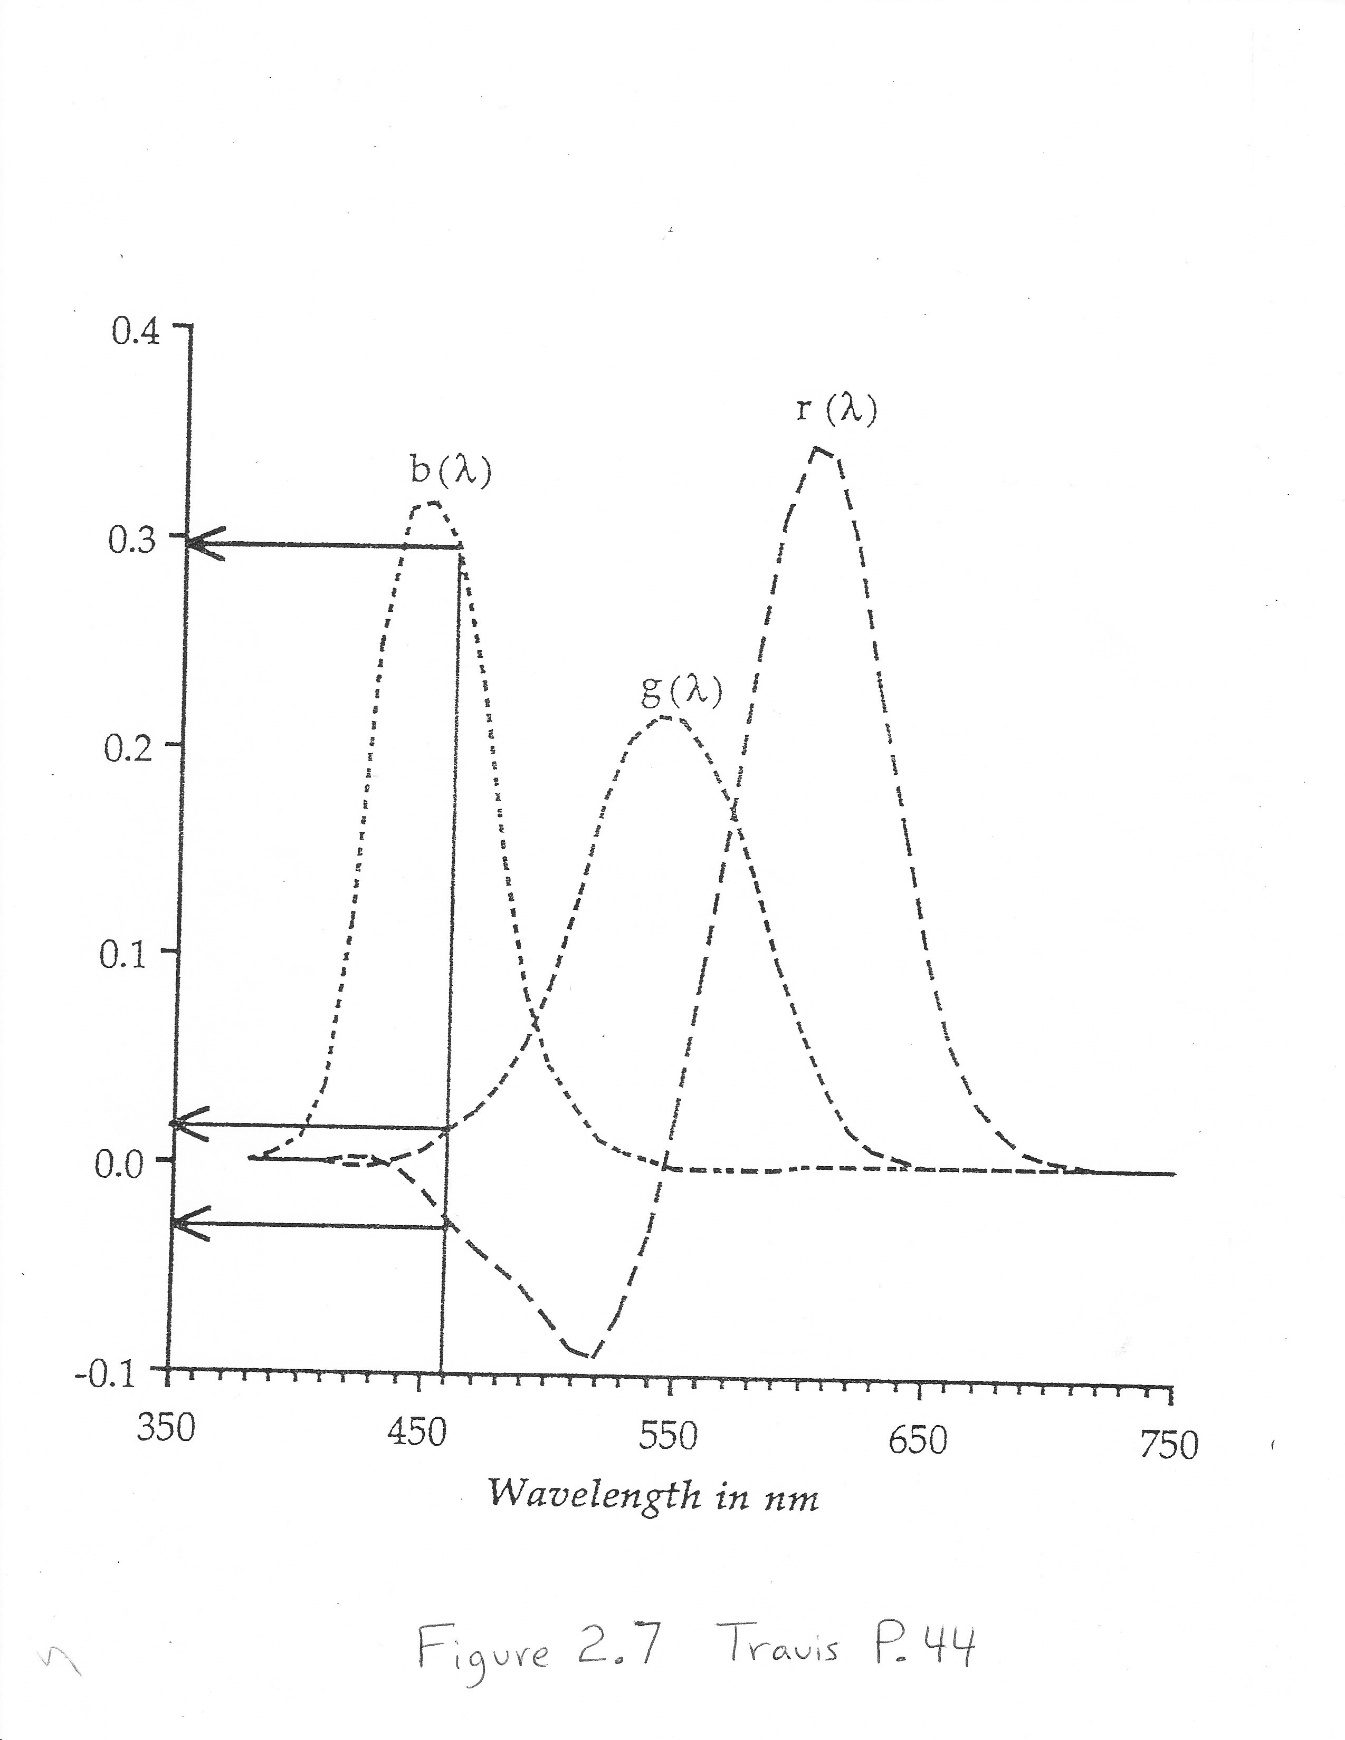 0.4
r (λ)
b(λ)
0.3
g(λ)
0.2
0.1
0.0
-0.1
350 450 550 650 750
Wavelength in nm
Figure 2.7 Travis P. 44